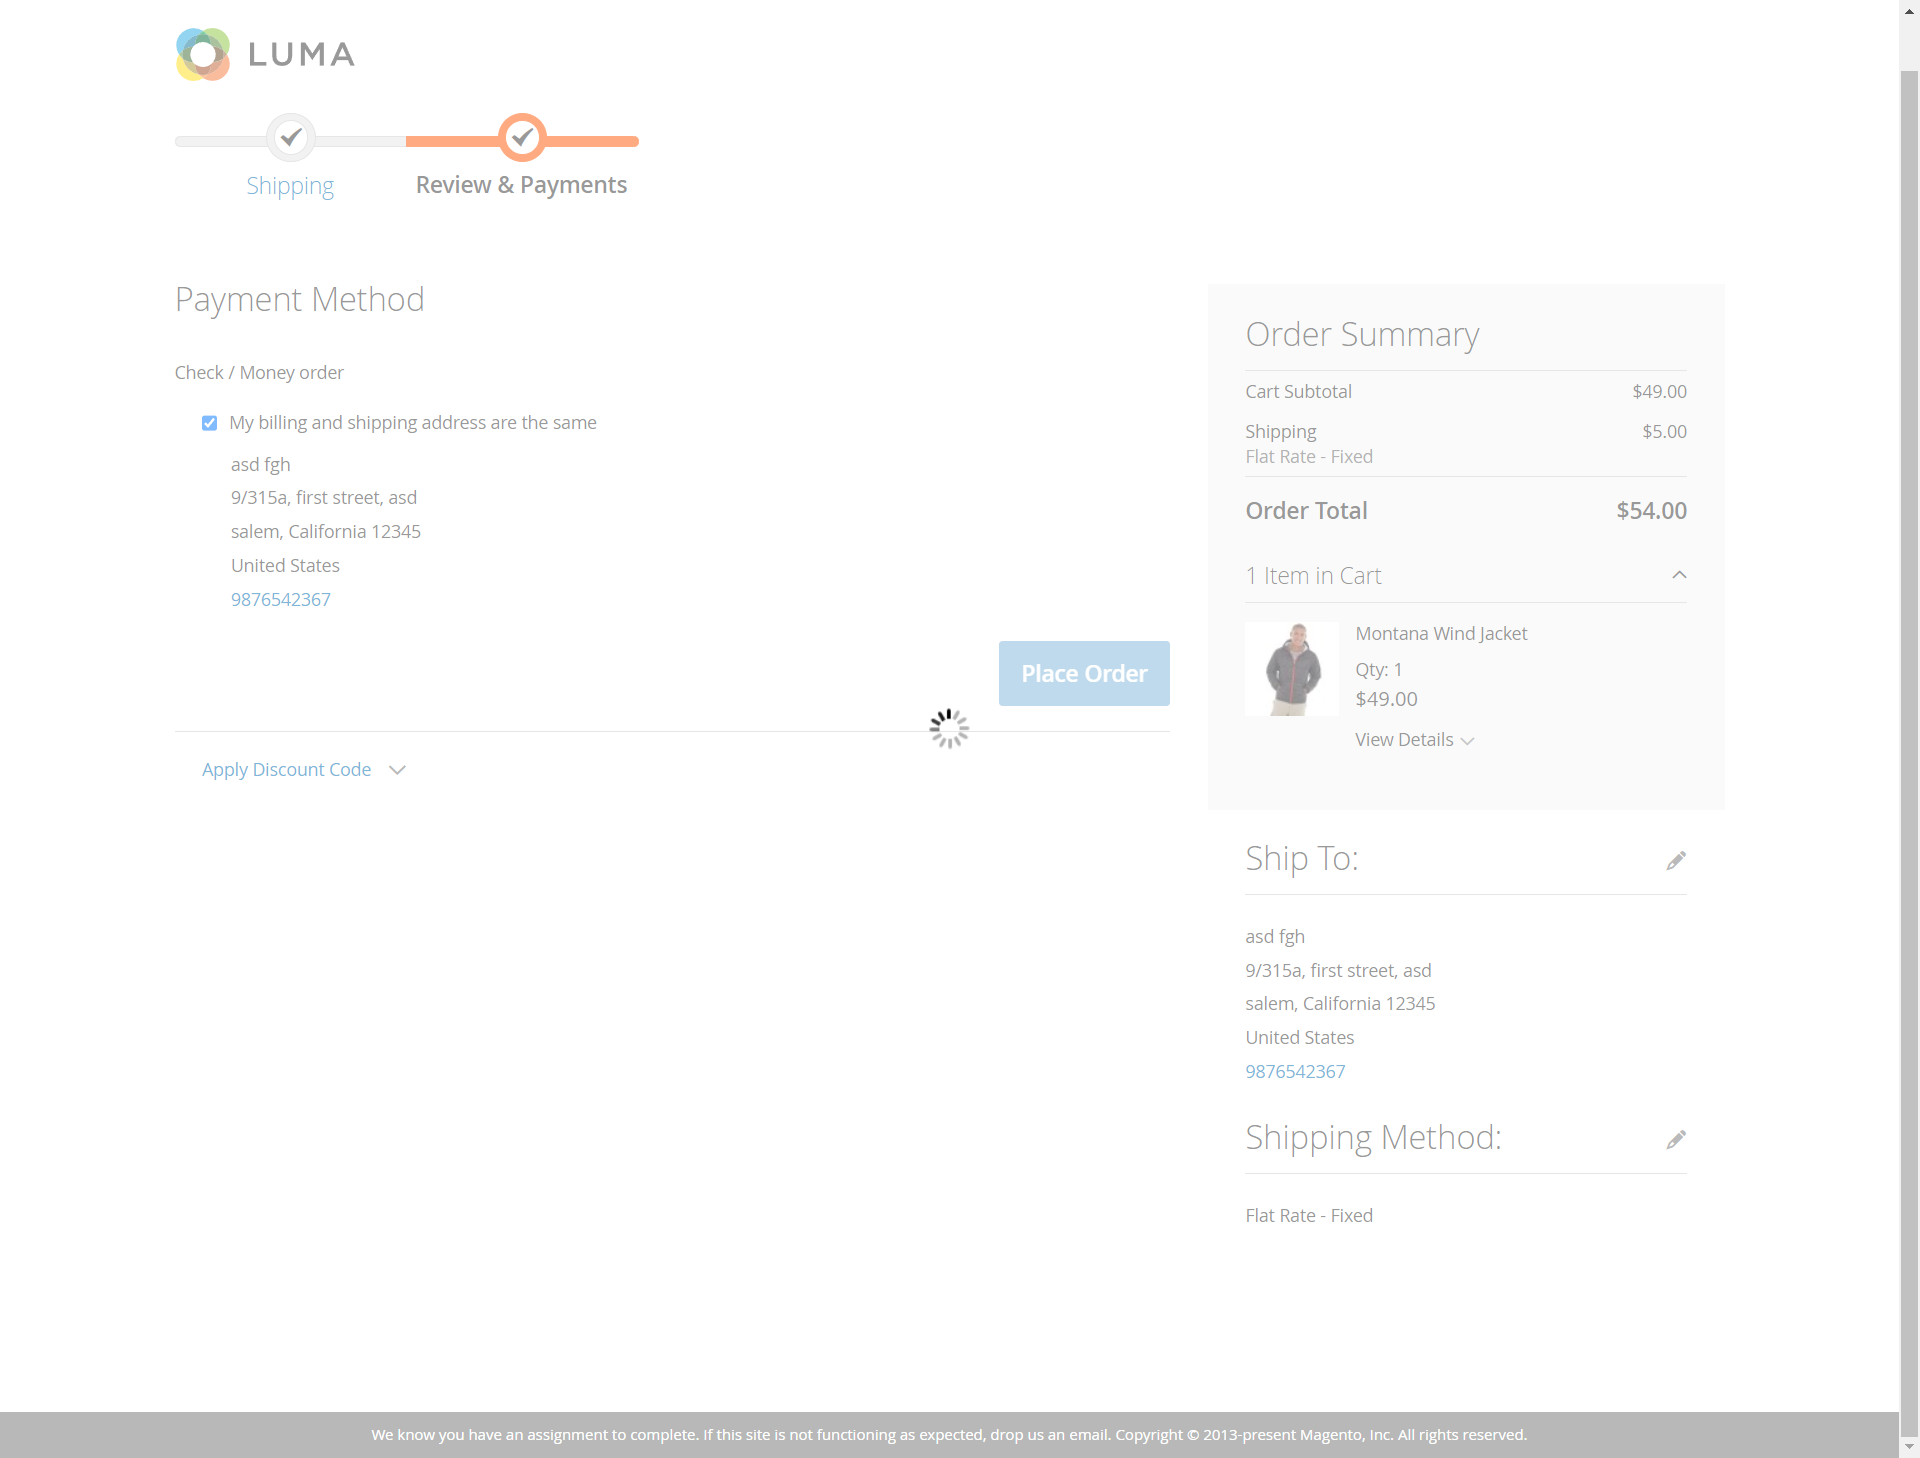 LUMA
Shipping
Review & Payments
Payment Method
Check / Money order
My billing and shipping address are the same
asd fgh
9/315a, first street, asd
salem, California 12345
United States
9876542367
Place Order
Apply Discount Code
Order Summary
Cart Subtotal $49.00
Shipping $5.00
Flat Rate - Fixed
Order Total $54.00
1 Item in Cart
Montana Wind Jacket
Qty: 1
$49.00
View Details
Ship To:
asd fgh
9/315a, first street, asd
salem, California 12345
United States
9876542367
Shipping Method:
Flat Rate - Fixed
We know you have an assignment to complete. If this site is not functioning as expected, drop us an email. Copyright © 2013-present Magento, Inc. All rights reserved.